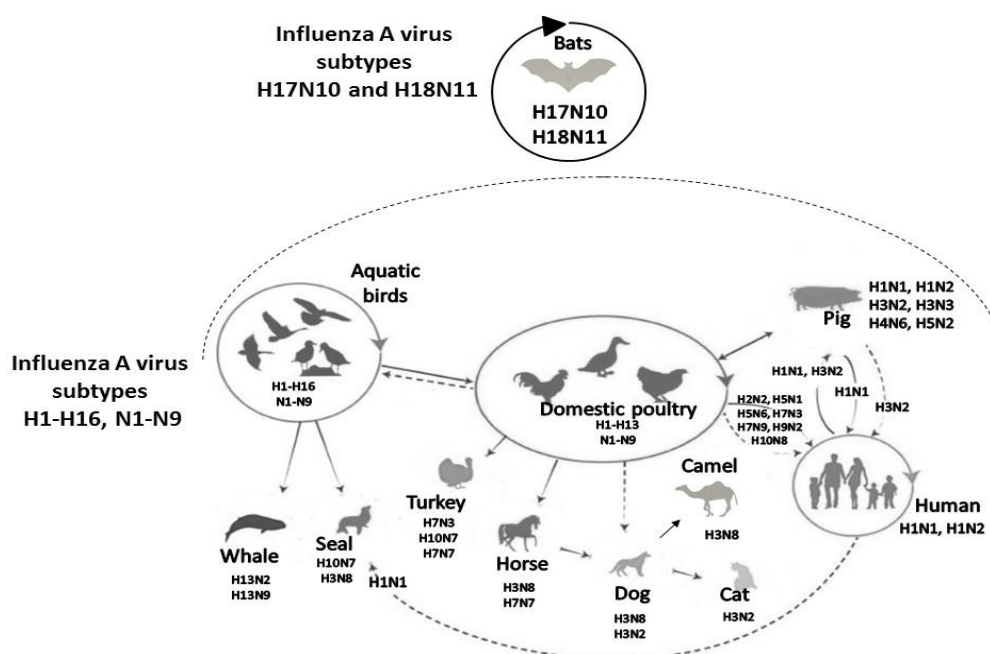 Influenza A virus
subtypes
H17N10 and H18N11
Bats
H17N10
H18N11
Aquatic
birds
H1-H16
N1-N9
Influenza A virus
subtypes
H1-H16, N1-N9
Domestic poultry
H1-H13
N1-N9
Pig
H1N1, H1N2
H3N2, H3N3
H4N6, H5N2
H1N1, H3N2
H1N1
H3N2
H2N2, H5N1
H5N6, H7N3
H7N9, H9N2
H10N8
Human
H1N1, H1N2
Whale
H13N2
H13N9
Seal
H10N7
H3N8
H1N1
Turkey
H7N3
H10N7
H7N7
Horse
H3N8
H7N7
Dog
H3N8
H3N2
Camel
H3N8
Cat
H3N2